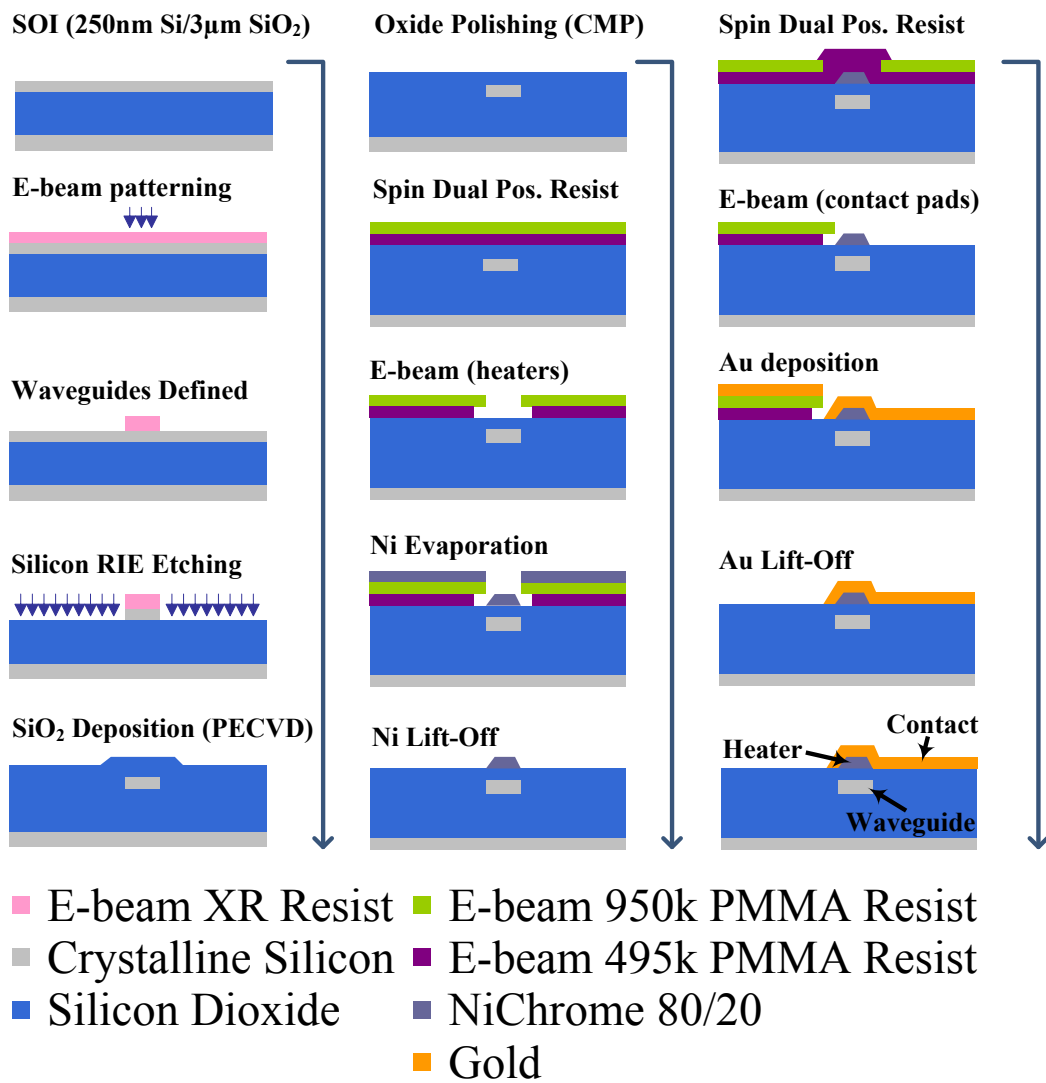 SOI (250nm Si/3µm SiO₂)
E-beam patterning
Waveguides Defined
Silicon RIE Etching
SiO₂ Deposition (PECVD)
Oxide Polishing (CMP)
Spin Dual Pos. Resist
E-beam (heaters)
Ni Evaporation
Ni Lift-Off
Spin Dual Pos. Resist
E-beam (contact pads)
Au deposition
Au Lift-Off
Contact
Heater
Waveguide
E-beam XR Resist
Crystalline Silicon
Silicon Dioxide
E-beam 950k PMMA Resist
E-beam 495k PMMA Resist
NiChrome 80/20
Gold